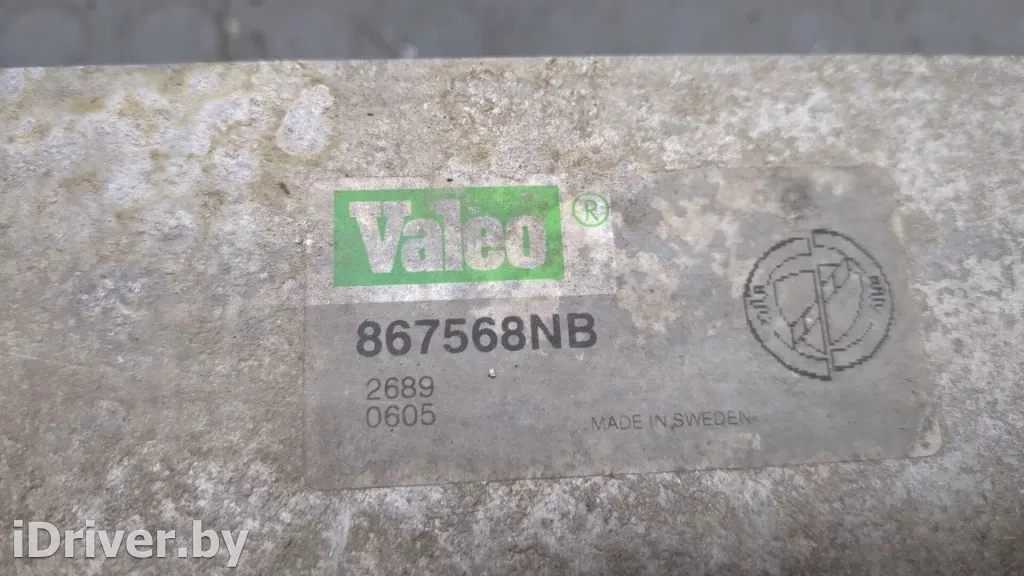 Valeo ®
867568NB
2689
0605
MADE IN SWEDEN
iDriver.by